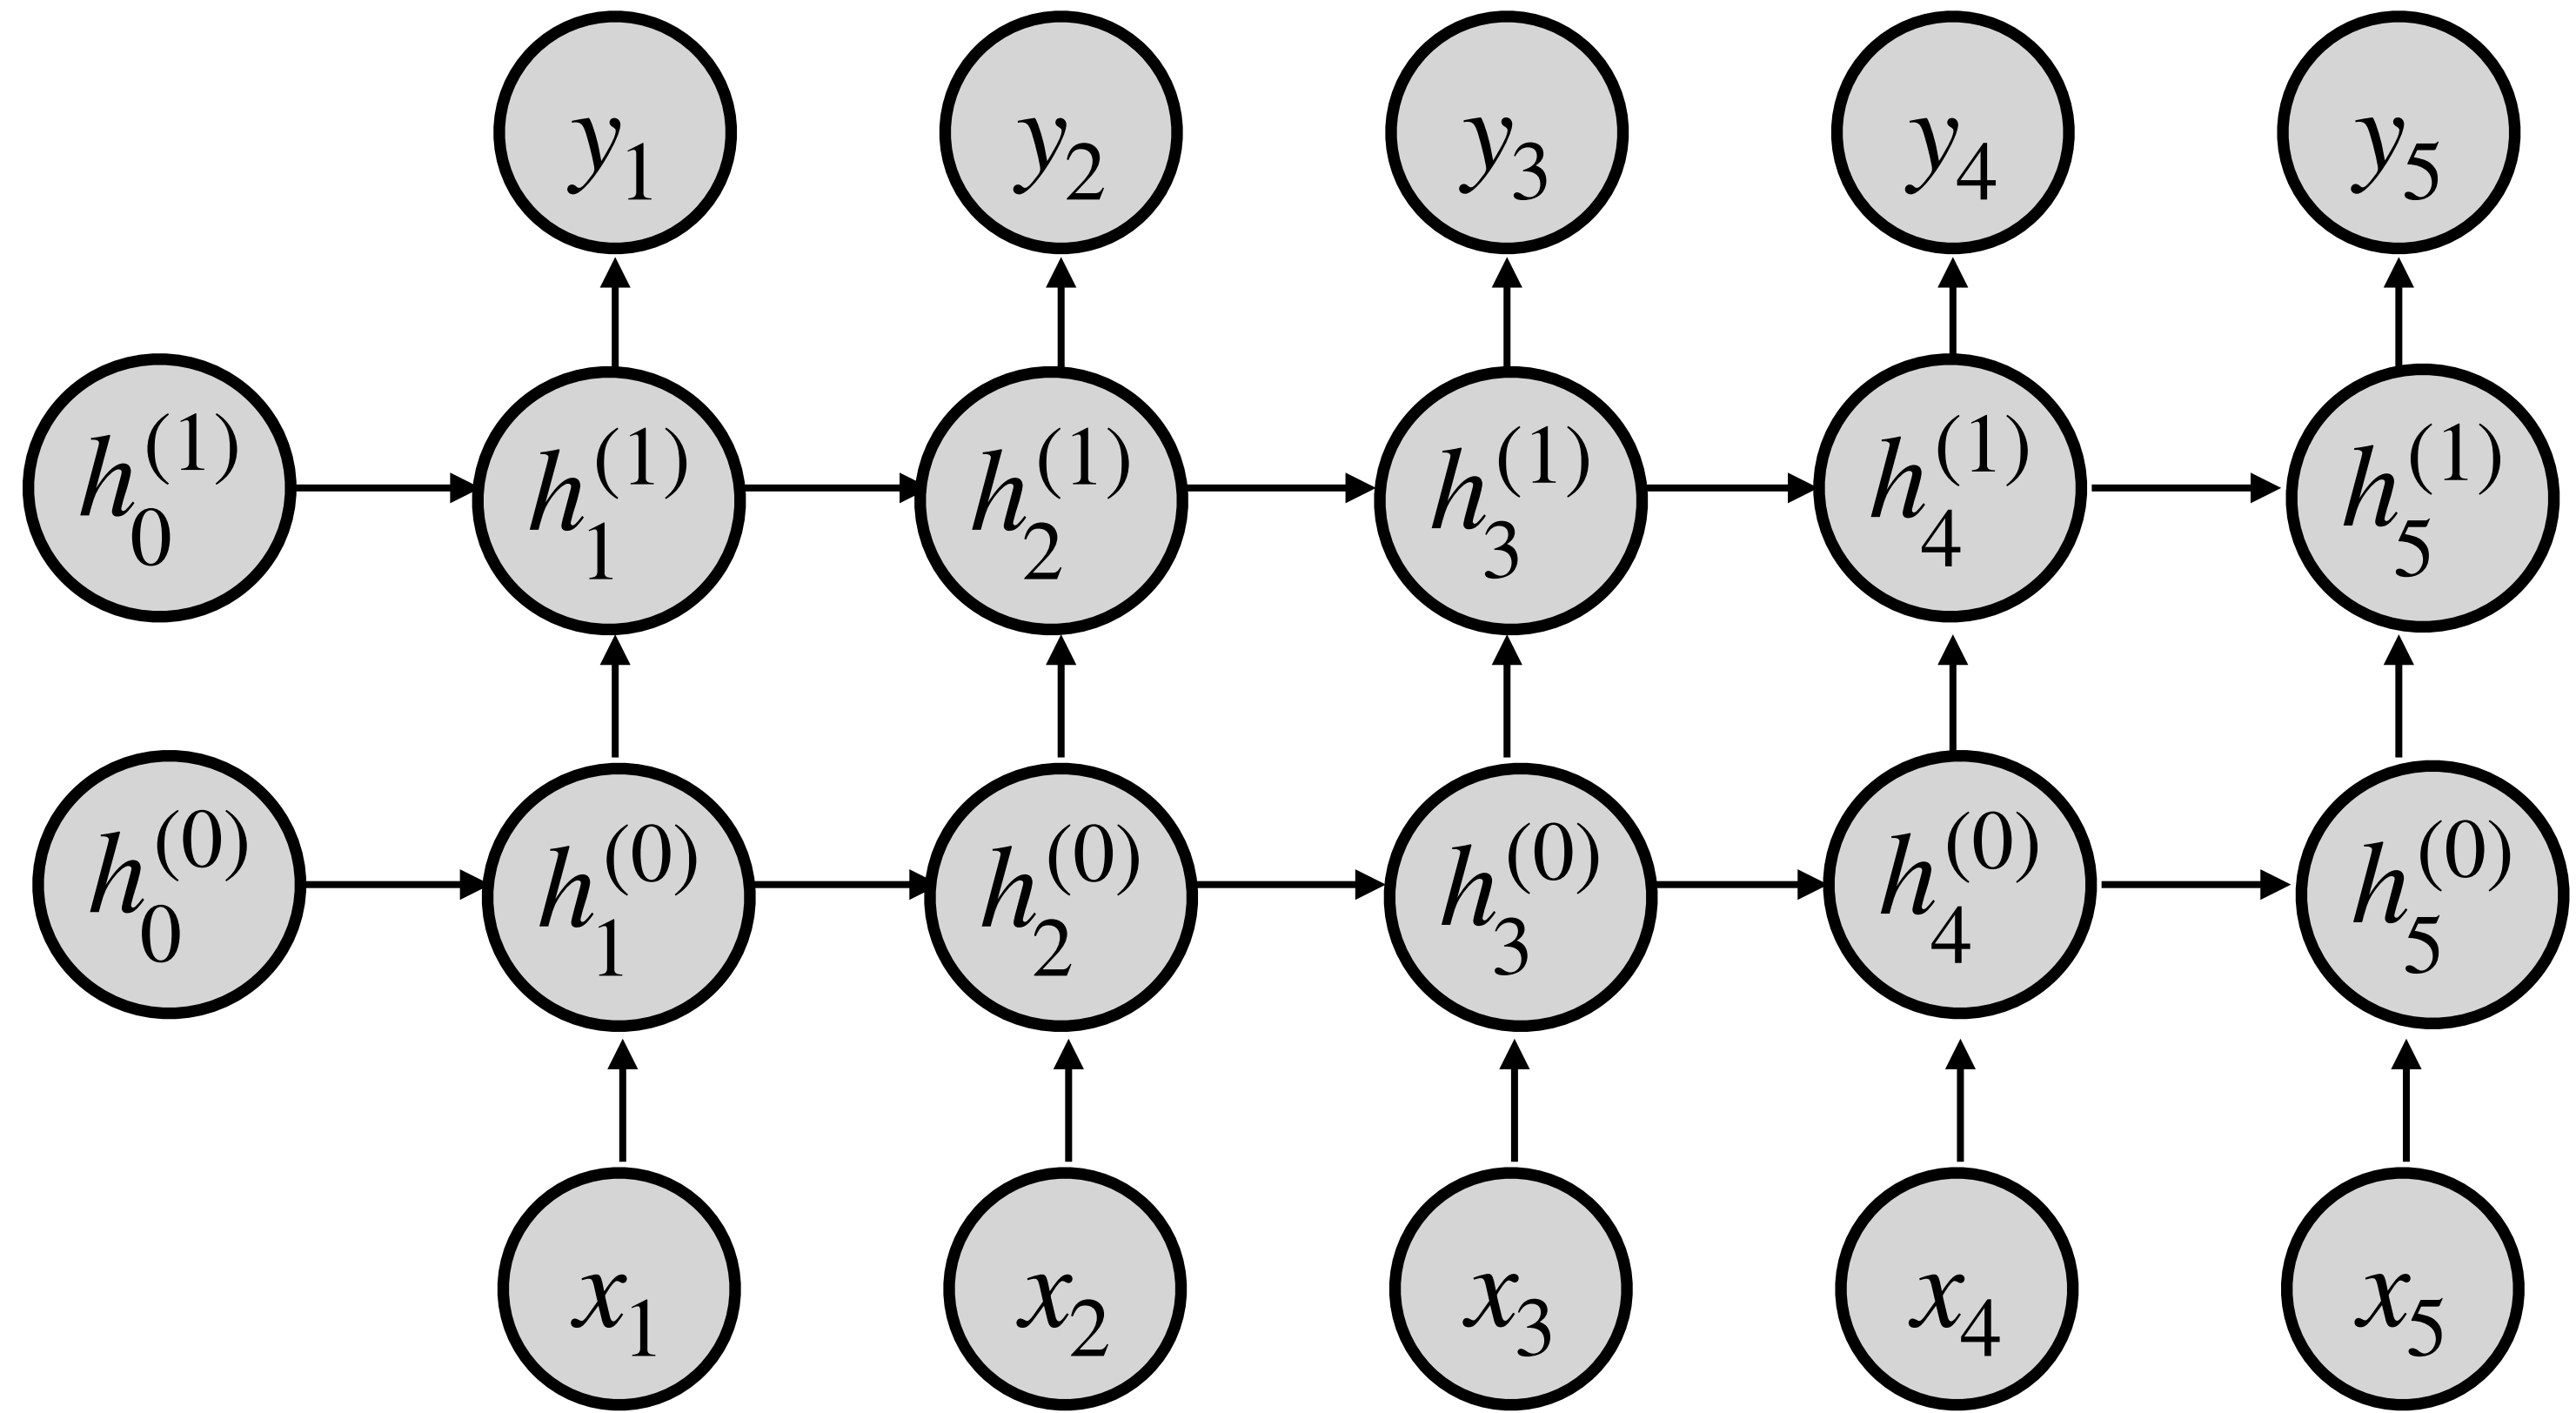 y₁ y₂ y₃ y₄ y₅
h₀⁽¹⁾ h₁⁽¹⁾ h₂⁽¹⁾ h₃⁽¹⁾ h₄⁽¹⁾ h₅⁽¹⁾
h₀⁽⁰⁾ h₁⁽⁰⁾ h₂⁽⁰⁾ h₃⁽⁰⁾ h₄⁽⁰⁾ h₅⁽⁰⁾
x₁ x₂ x₃ x₄ x₅